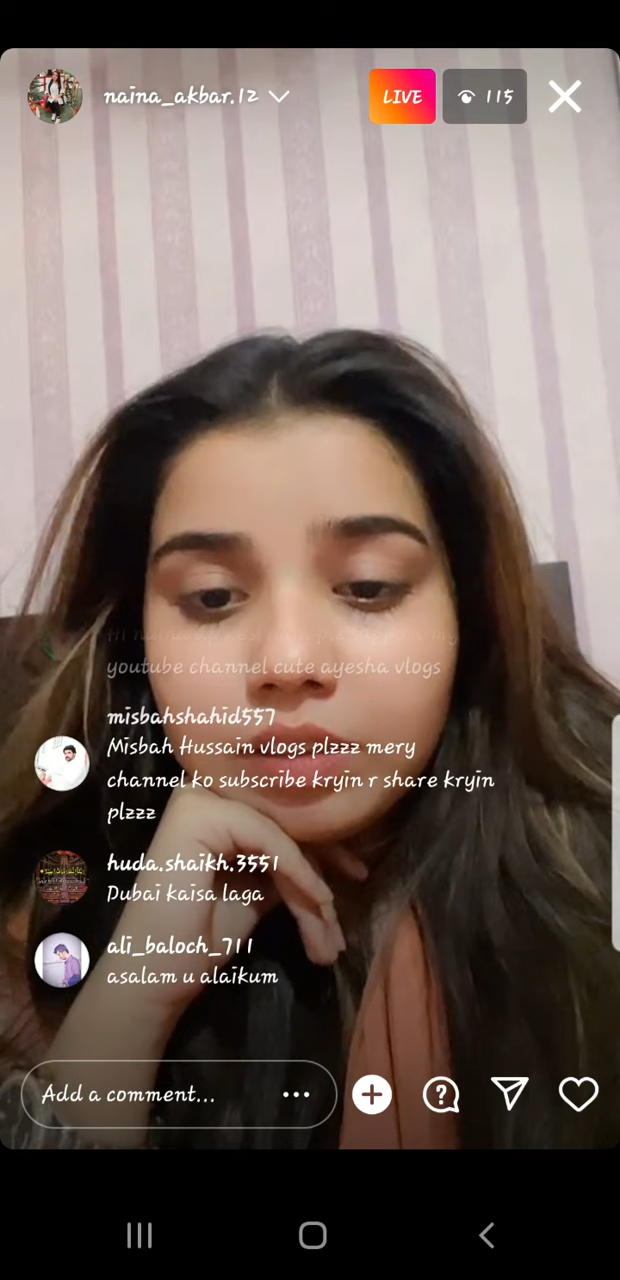 naina_akbar.12
LIVE
115
youtube channel cute ayesha vlogs
misbahshahid557
Misbah Hussain vlogs plzzz mery
channel ko subscribe kryin r share kryin
plzzz
huda.shaikh.3551
Dubai kaisa laga
ali_baloch_711
asalam u alaikum
Add a comment...